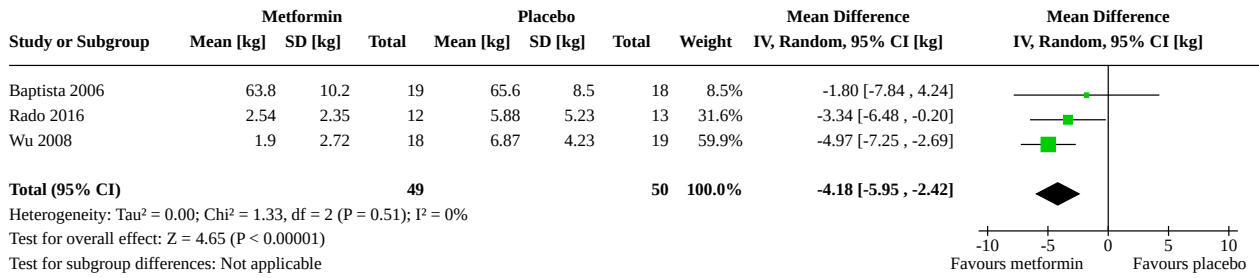 Metformin Placebo Mean Difference Mean Difference
Study or Subgroup Mean [kg] SD [kg] Total Mean [kg] SD [kg] Total Weight IV, Random, 95% CI [kg] IV, Random, 95% CI [kg]
Baptista 2006 63.8 10.2 19 65.6 8.5 18 8.5% -1.80 [-7.84 , 4.24]
Rado 2016 2.54 2.35 12 5.88 5.23 13 31.6% -3.34 [-6.48 , -0.20]
Wu 2008 1.9 2.72 18 6.87 4.23 19 59.9% -4.97 [-7.25 , -2.69]
Total (95% CI) 49 50 100.0% -4.18 [-5.95 , -2.42]
Heterogeneity: Tau² = 0.00; Chi² = 1.33, df = 2 (P = 0.51); I² = 0%
Test for overall effect: Z = 4.65 (P < 0.00001)
-10 -5 0 5 10
Test for subgroup differences: Not applicable Favours metformin Favours placebo